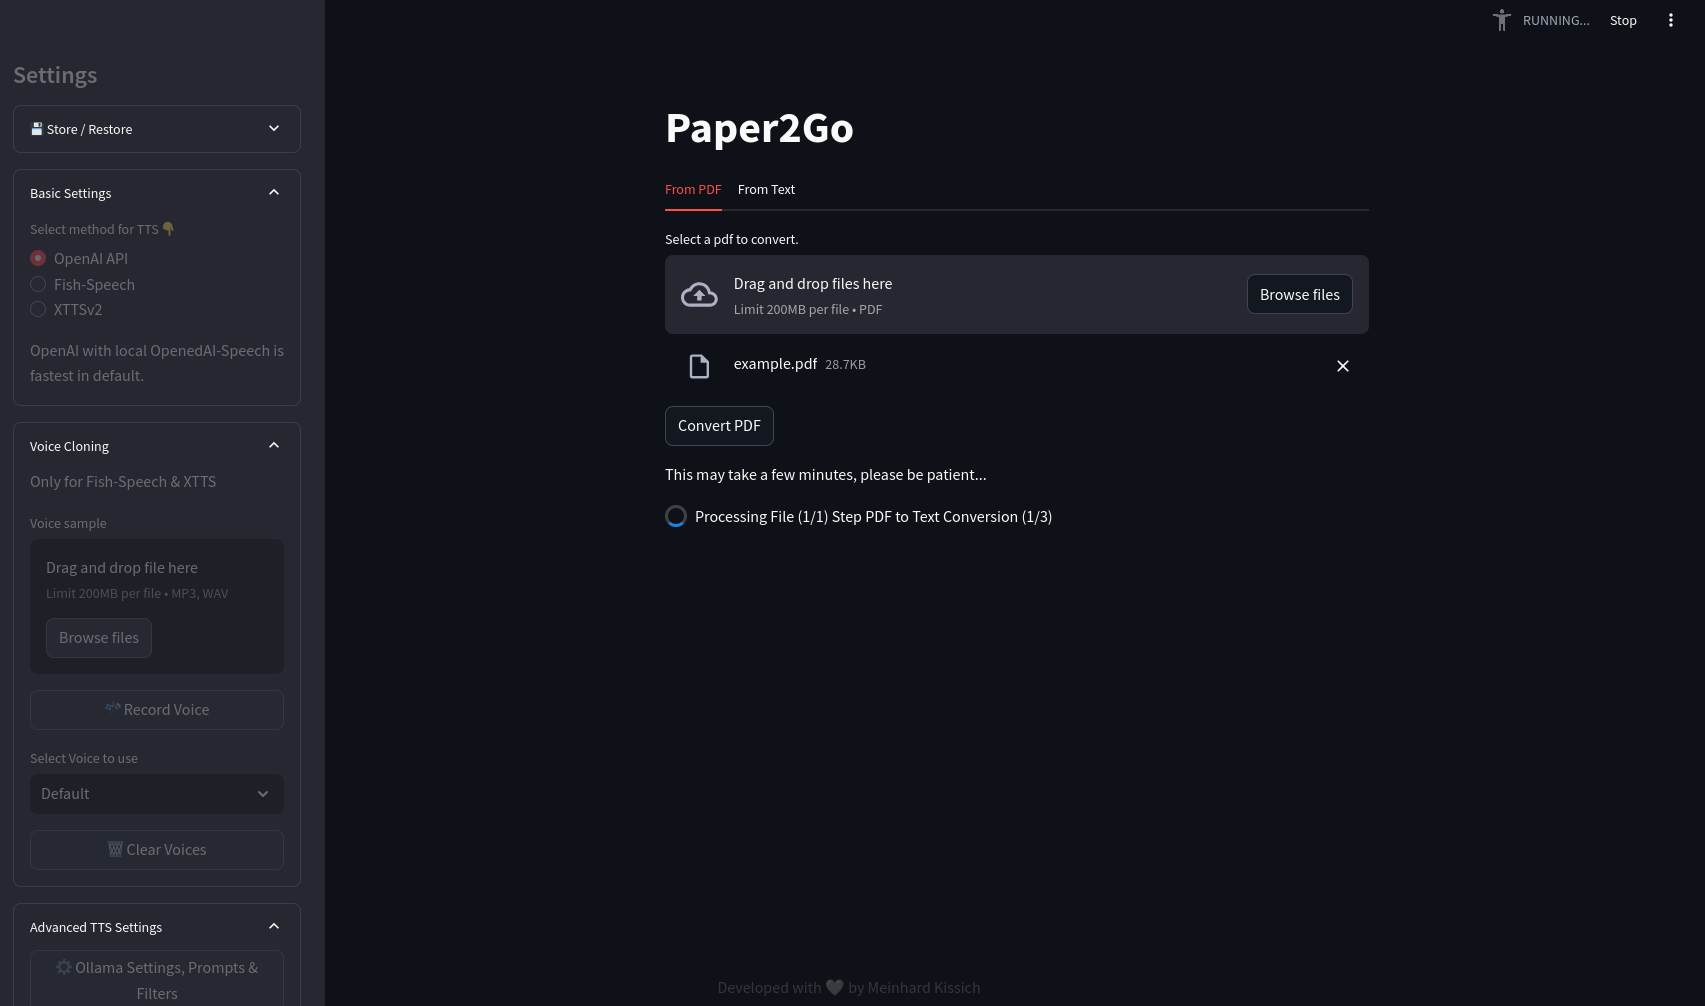 RUNNING...
Stop
Settings
Store / Restore
Basic Settings
Select method for TTS
OpenAI API
Fish-Speech
XTTSv2
OpenAI with local OpenedAI-Speech is
fastest in default.
Voice Cloning
Only for Fish-Speech & XTTS
Voice sample
Drag and drop file here
Limit 200MB per file • MP3, WAV
Browse files
Record Voice
Select Voice to use
Default
Clear Voices
Advanced TTS Settings
Ollama Settings, Prompts &
Filters
Paper2Go
From PDF
From Text
Select a pdf to convert.
Drag and drop files here
Limit 200MB per file • PDF
Browse files
example.pdf 28.7KB
Convert PDF
This may take a few minutes, please be patient...
Processing File (1/1) Step PDF to Text Conversion (1/3)
Developed with 🖤 by Meinhard Kissich